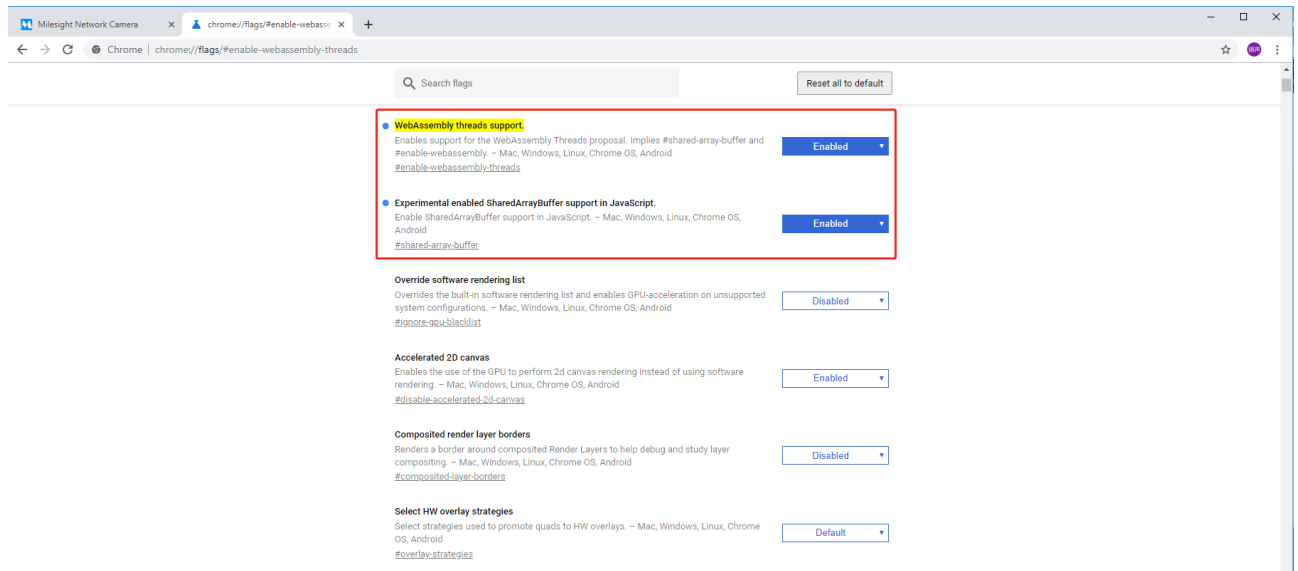 Milesight Network Camera
chrome://flags/#enable-webasse
Chrome | chrome://flags/#enable-webassembly-threads
Search flags
Reset all to default
WebAssembly threads support.
Enables support for the WebAssembly Threads proposal. Implies #shared-array-buffer and
#enable-webassembly. – Mac, Windows, Linux, Chrome OS, Android
#enable-webassembly-threads
Enabled
Experimental enabled SharedArrayBuffer support in JavaScript.
Enable SharedArrayBuffer support in JavaScript. – Mac, Windows, Linux, Chrome OS,
Android
#shared-array-buffer
Enabled
Override software rendering list
Overrides the built-in software rendering list and enables GPU-acceleration on unsupported
system configurations. – Mac, Windows, Linux, Chrome OS, Android
#ignore-gpu-blacklist
Disabled
Accelerated 2D canvas
Enables the use of the GPU to perform 2d canvas rendering instead of using software
rendering. – Mac, Windows, Linux, Chrome OS, Android
#disable-accelerated-2d-canvas
Enabled
Composited render layer borders
Renders a border around composited Render Layers to help debug and study layer
compositing. – Mac, Windows, Linux, Chrome OS, Android
#composited-layer-borders
Disabled
Select HW overlay strategies
Select strategies used to promote quads to HW overlays. – Mac, Windows, Linux, Chrome
OS, Android
#overlay-strategies
Default